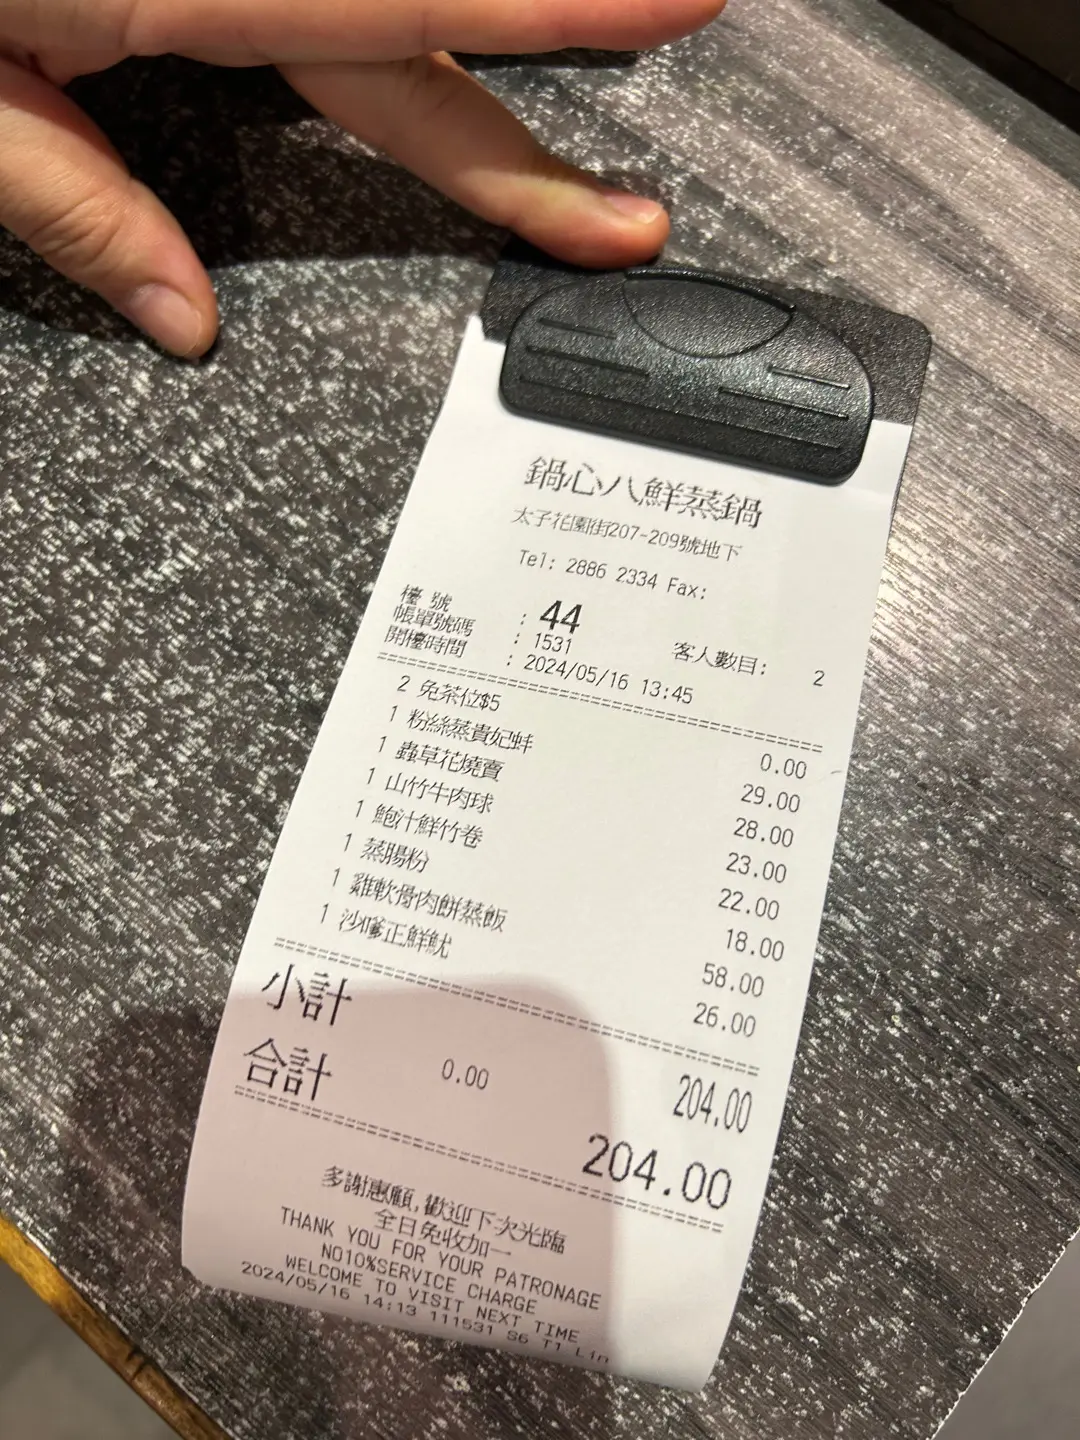 鍋心八鮮蒸鍋
太子花園街207-209號地下
Tel: 2886 2334 Fax:
檯 號 : 44
帳單號碼 : 1531 客人數目: 2
開檯時間 : 2024/05/16 13:45
2 免茶位$5 0.00
1 粉絲蒸貴妃蚌 29.00
1 蟲草花燒賣 28.00
1 山竹牛肉球 23.00
1 鮑汁鮮竹卷 22.00
1 蒸腸粉 18.00
1 雞軟骨肉餅蒸飯 58.00
1 沙嗲正鮮魷 26.00
小計 204.00
合計 0.00 204.00
多謝惠顧,歡迎下次光臨
全日免收加一
THANK YOU FOR YOUR PATRONAGE
NO10%SERVICE CHARGE
WELCOME TO VISIT NEXT TIME
2024/05/16 14:13 111531 S6 T1 Lin